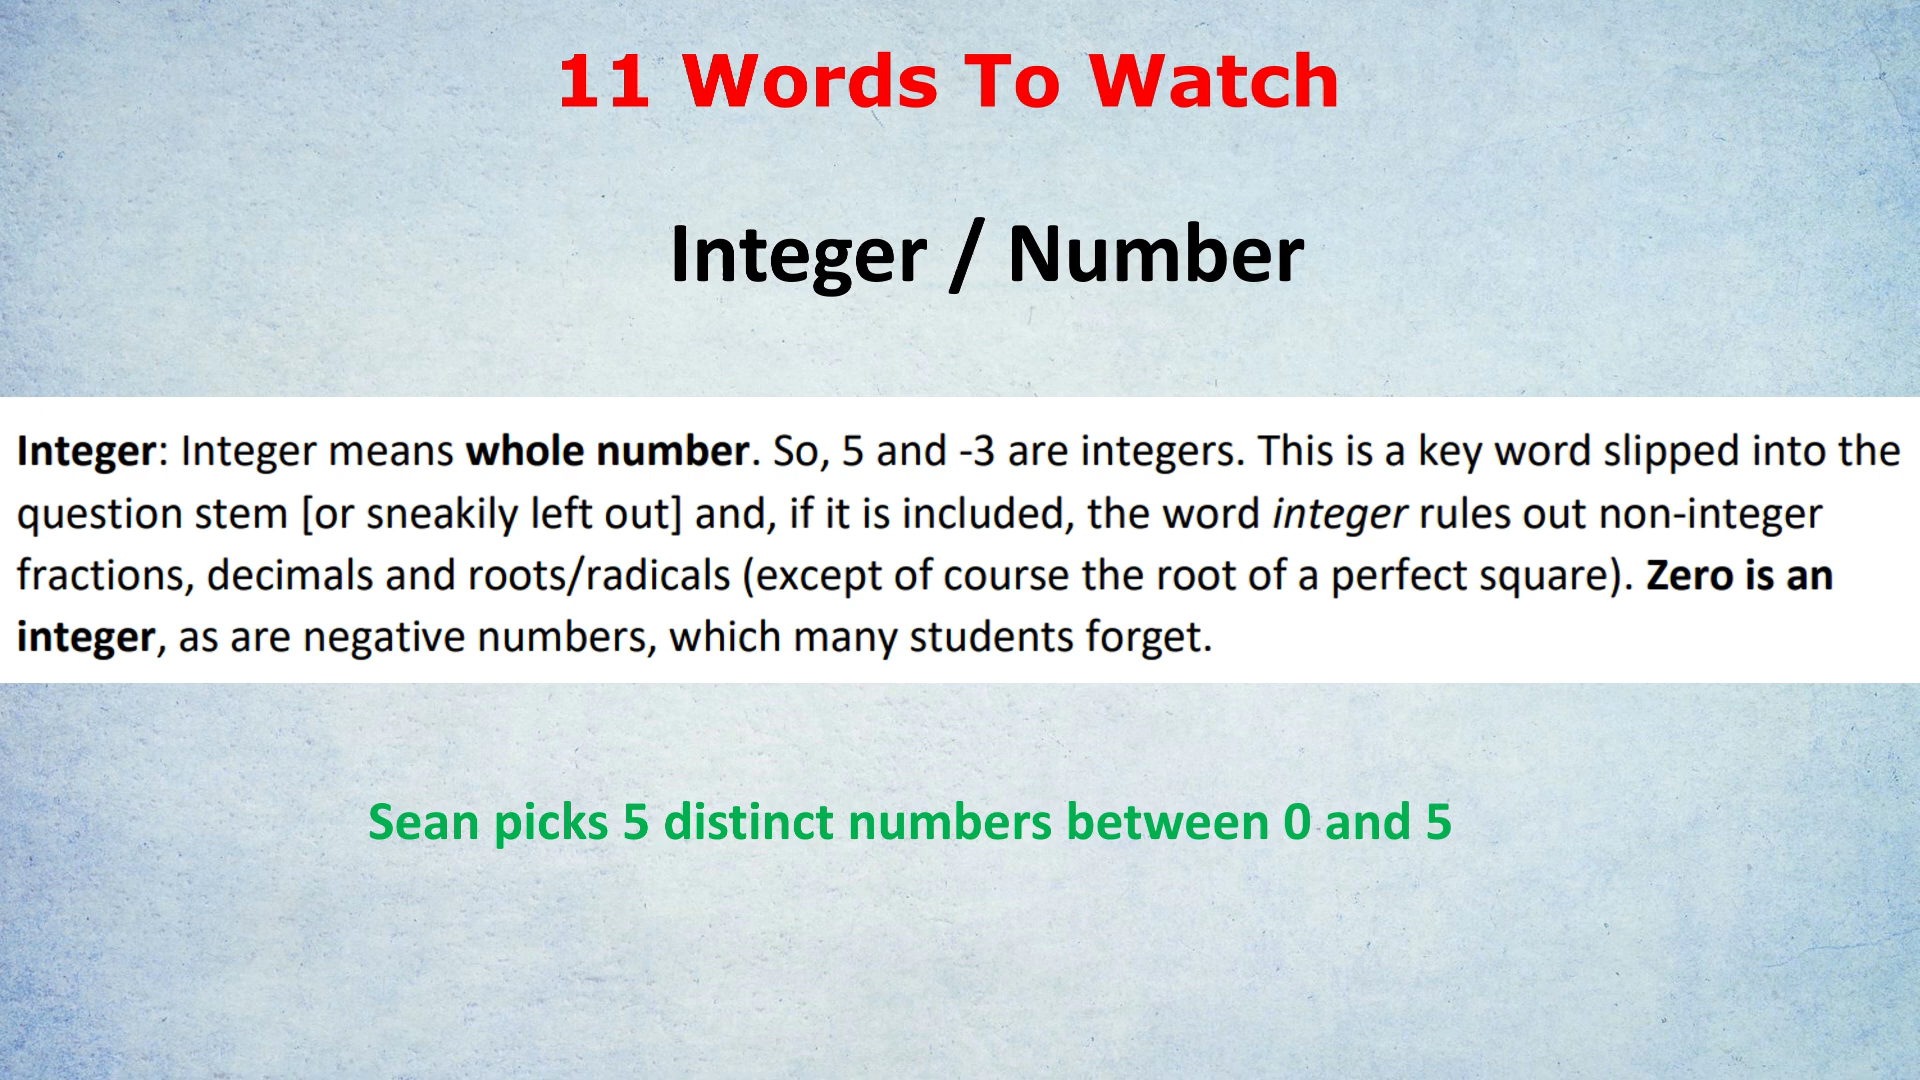 11 Words To Watch
Integer / Number
Integer: Integer means whole number. So, 5 and -3 are integers. This is a key word slipped into the
question stem [or sneakily left out] and, if it is included, the word integer rules out non-integer
fractions, decimals and roots/radicals (except of course the root of a perfect square). Zero is an
integer, as are negative numbers, which many students forget.
Sean picks 5 distinct numbers between 0 and 5